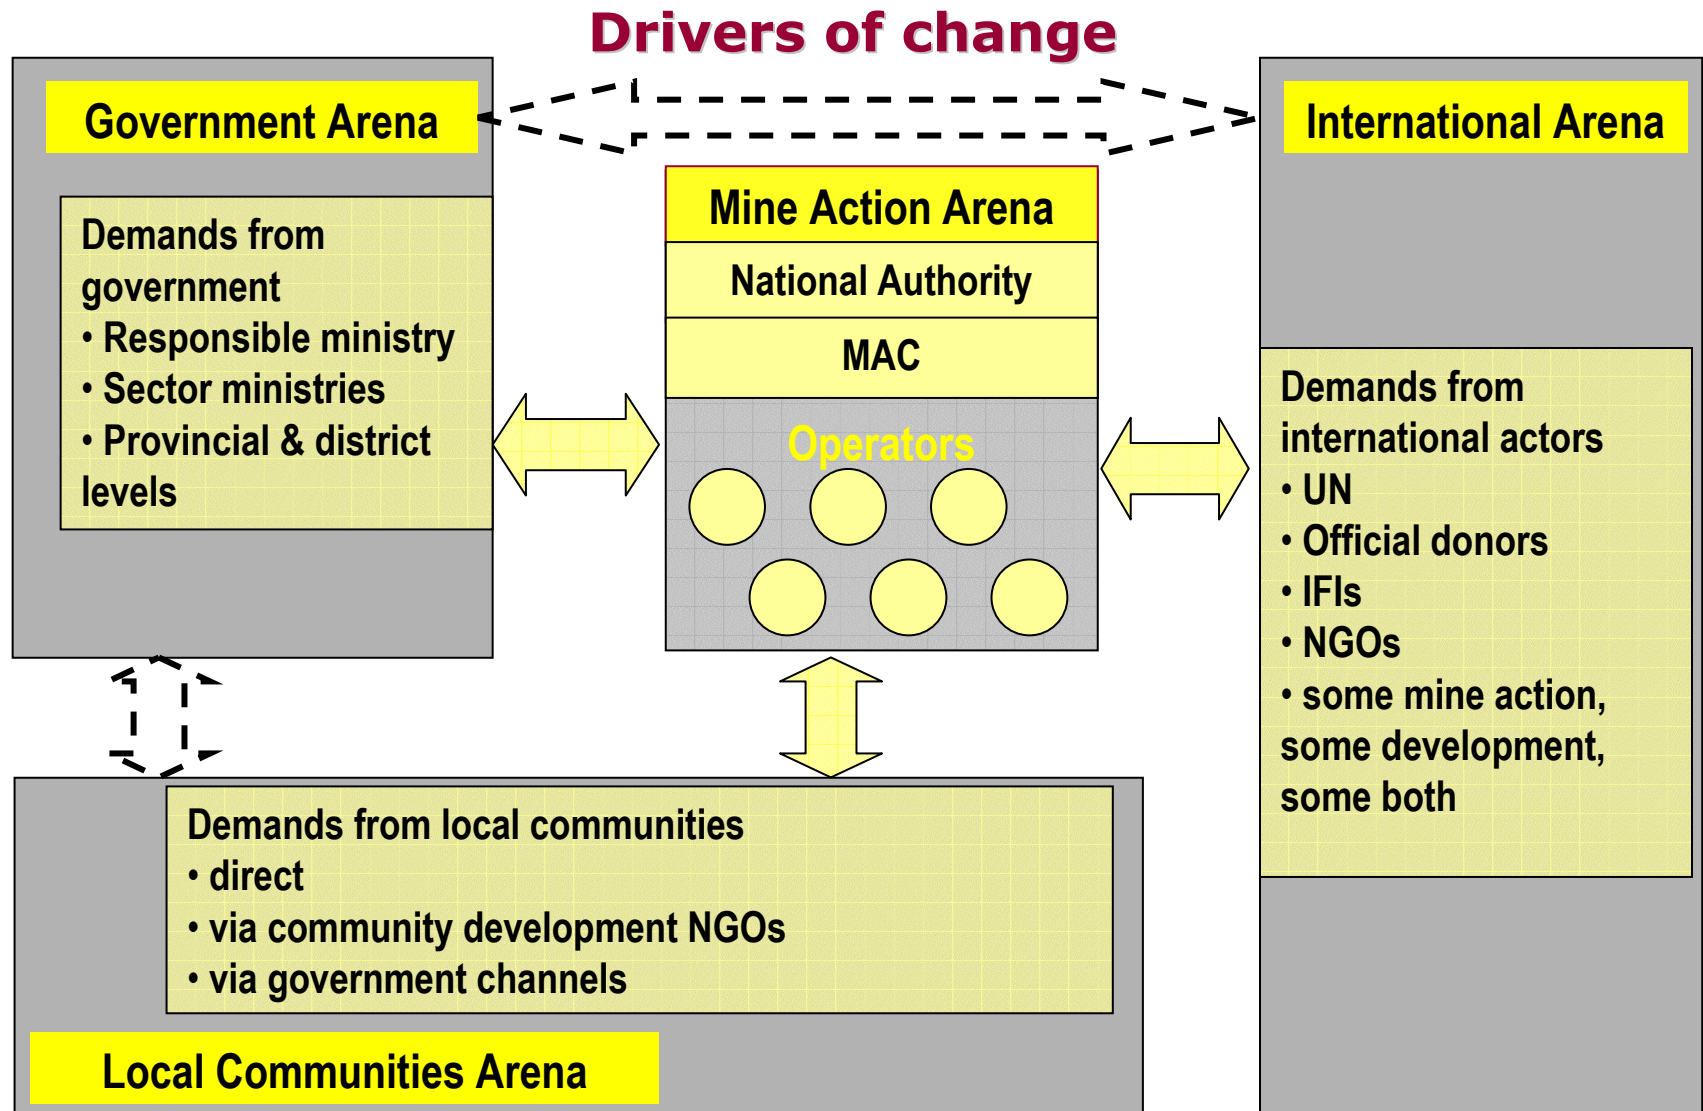 Drivers of change
Government Arena
Demands from
government
• Responsible ministry
• Sector ministries
• Provincial & district
levels
Mine Action Arena
National Authority
MAC
Operators
International Arena
Demands from
international actors
• UN
• Official donors
• IFIs
• NGOs
• some mine action,
some development,
some both
Demands from local communities
• direct
• via community development NGOs
• via government channels
Local Communities Arena